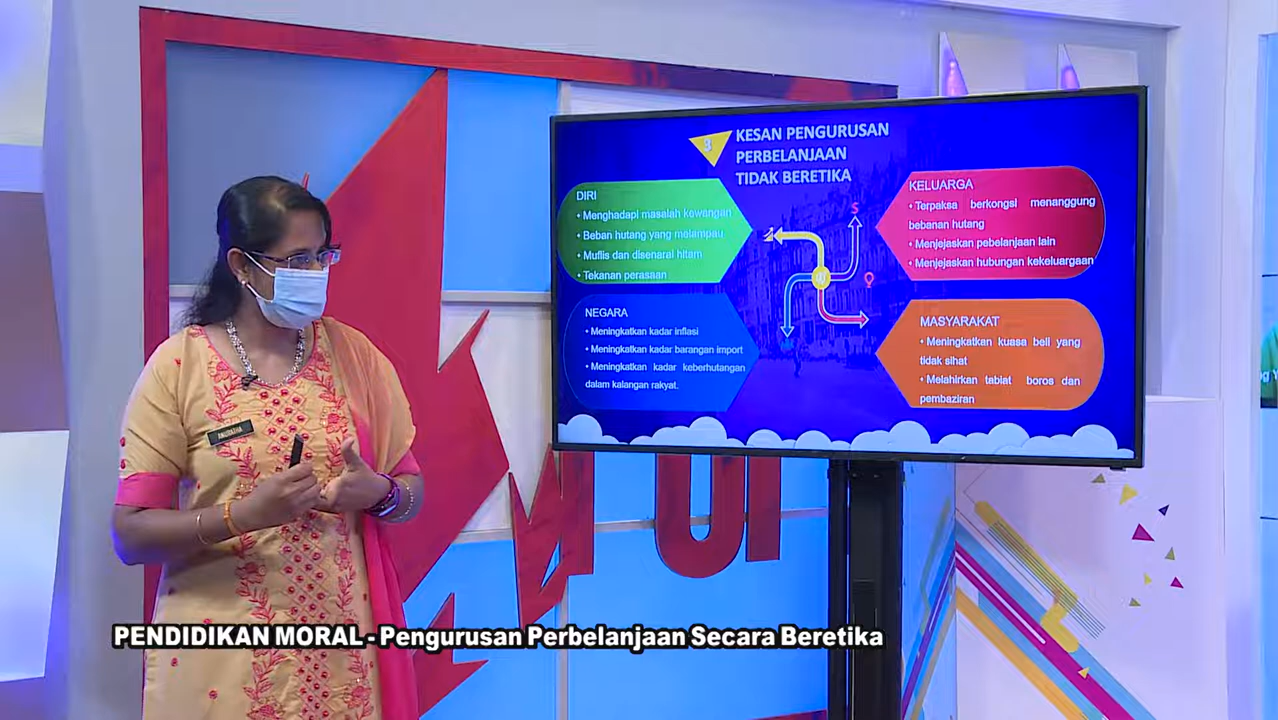 3
KESAN PENGURUSAN
PERBELANJAAN
TIDAK BERETIKA
DIRI
• Menghadapi masalah kewangan
• Beban hutang yang melampau
• Muflis dan disenarai hitam
• Tekanan perasaan
KELUARGA
• Terpaksa berkongsi menanggung
bebanan hutang
• Menjejaskan pebelanjaan lain
• Menjejaskan hubungan kekeluargaan
NEGARA
• Meningkatkan kadar inflasi
• Meningkatkan kadar barangan import
• Meningkatkan kadar keberhutangan
dalam kalangan rakyat.
MASYARAKAT
• Meningkatkan kuasa beli yang
tidak sihat
• Melahirkan tabiat boros dan
pembaziran
ANURADHA
PENDIDIKAN MORAL - Pengurusan Perbelanjaan Secara Beretika